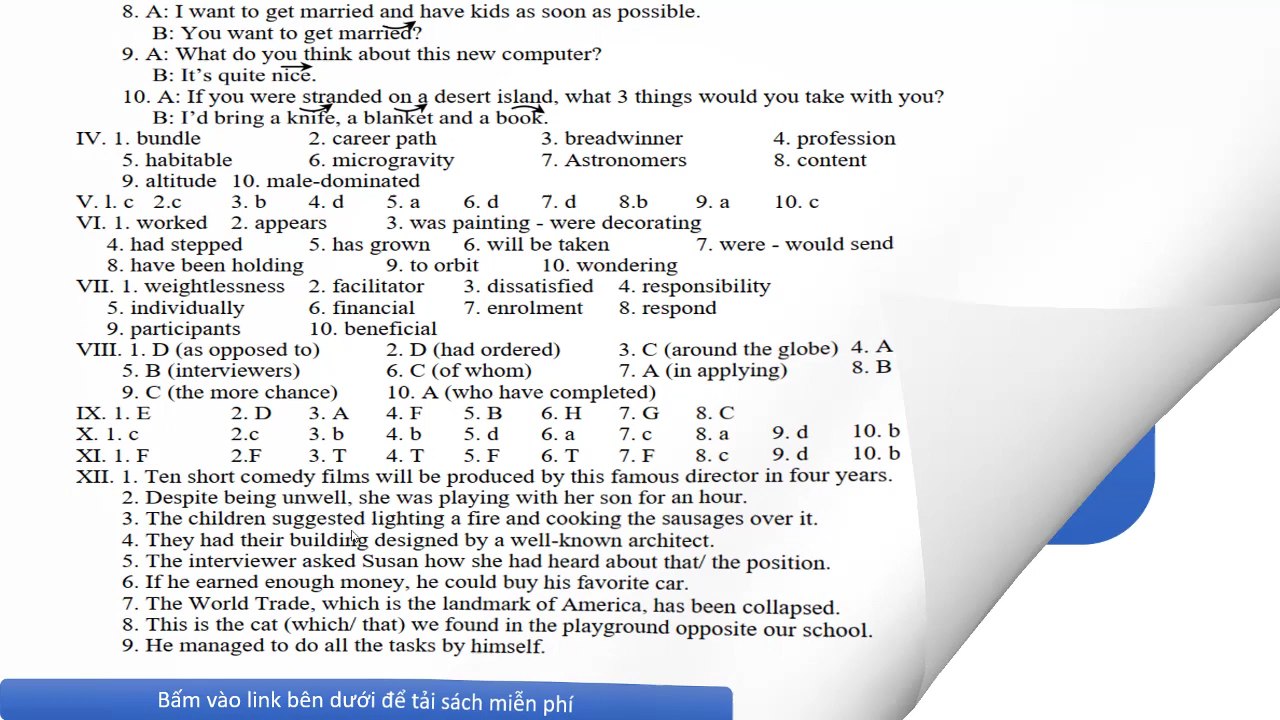 8. A: I want to get married and have kids as soon as possible.
B: You want to get married?
9. A: What do you think about this new computer?
B: It’s quite nice.
10. A: If you were stranded on a desert island, what 3 things would you take with you?
B: I’d bring a knife, a blanket and a book.
IV. 1. bundle 2. career path 3. breadwinner 4. profession
5. habitable 6. microgravity 7. Astronomers 8. content
9. altitude 10. male-dominated
V. l. c 2.c 3. b 4. d 5. a 6. d 7. d 8.b 9. a 10. c
VI. 1. worked 2. appears 3. was painting - were decorating
4. had stepped 5. has grown 6. will be taken 7. were - would send
8. have been holding 9. to orbit 10. wondering
VII. 1. weightlessness 2. facilitator 3. dissatisfied 4. responsibility
5. individually 6. financial 7. enrolment 8. respond
9. participants 10. beneficial
VIII. 1. D (as opposed to) 2. D (had ordered) 3. C (around the globe) 4. A
5. B (interviewers) 6. C (of whom) 7. A (in applying) 8. B
9. C (the more chance) 10. A (who have completed)
IX. 1. E 2. D 3. A 4. F 5. B 6. H 7. G 8. C
X. 1. c 2.c 3. b 4. b 5. d 6. a 7. c 8. a 9. d 10. b
XI. 1. F 2.F 3. T 4. T 5. F 6. T 7. F 8. c 9. d 10. b
XII. 1. Ten short comedy films will be produced by this famous director in four years.
2. Despite being unwell, she was playing with her son for an hour.
3. The children suggested lighting a fire and cooking the sausages over it.
4. They had their building designed by a well-known architect.
5. The interviewer asked Susan how she had heard about that/ the position.
6. If he earned enough money, he could buy his favorite car.
7. The World Trade, which is the landmark of America, has been collapsed.
8. This is the cat (which/ that) we found in the playground opposite our school.
9. He managed to do all the tasks by himself.
Bấm vào link bên dưới để tải sách miễn phí